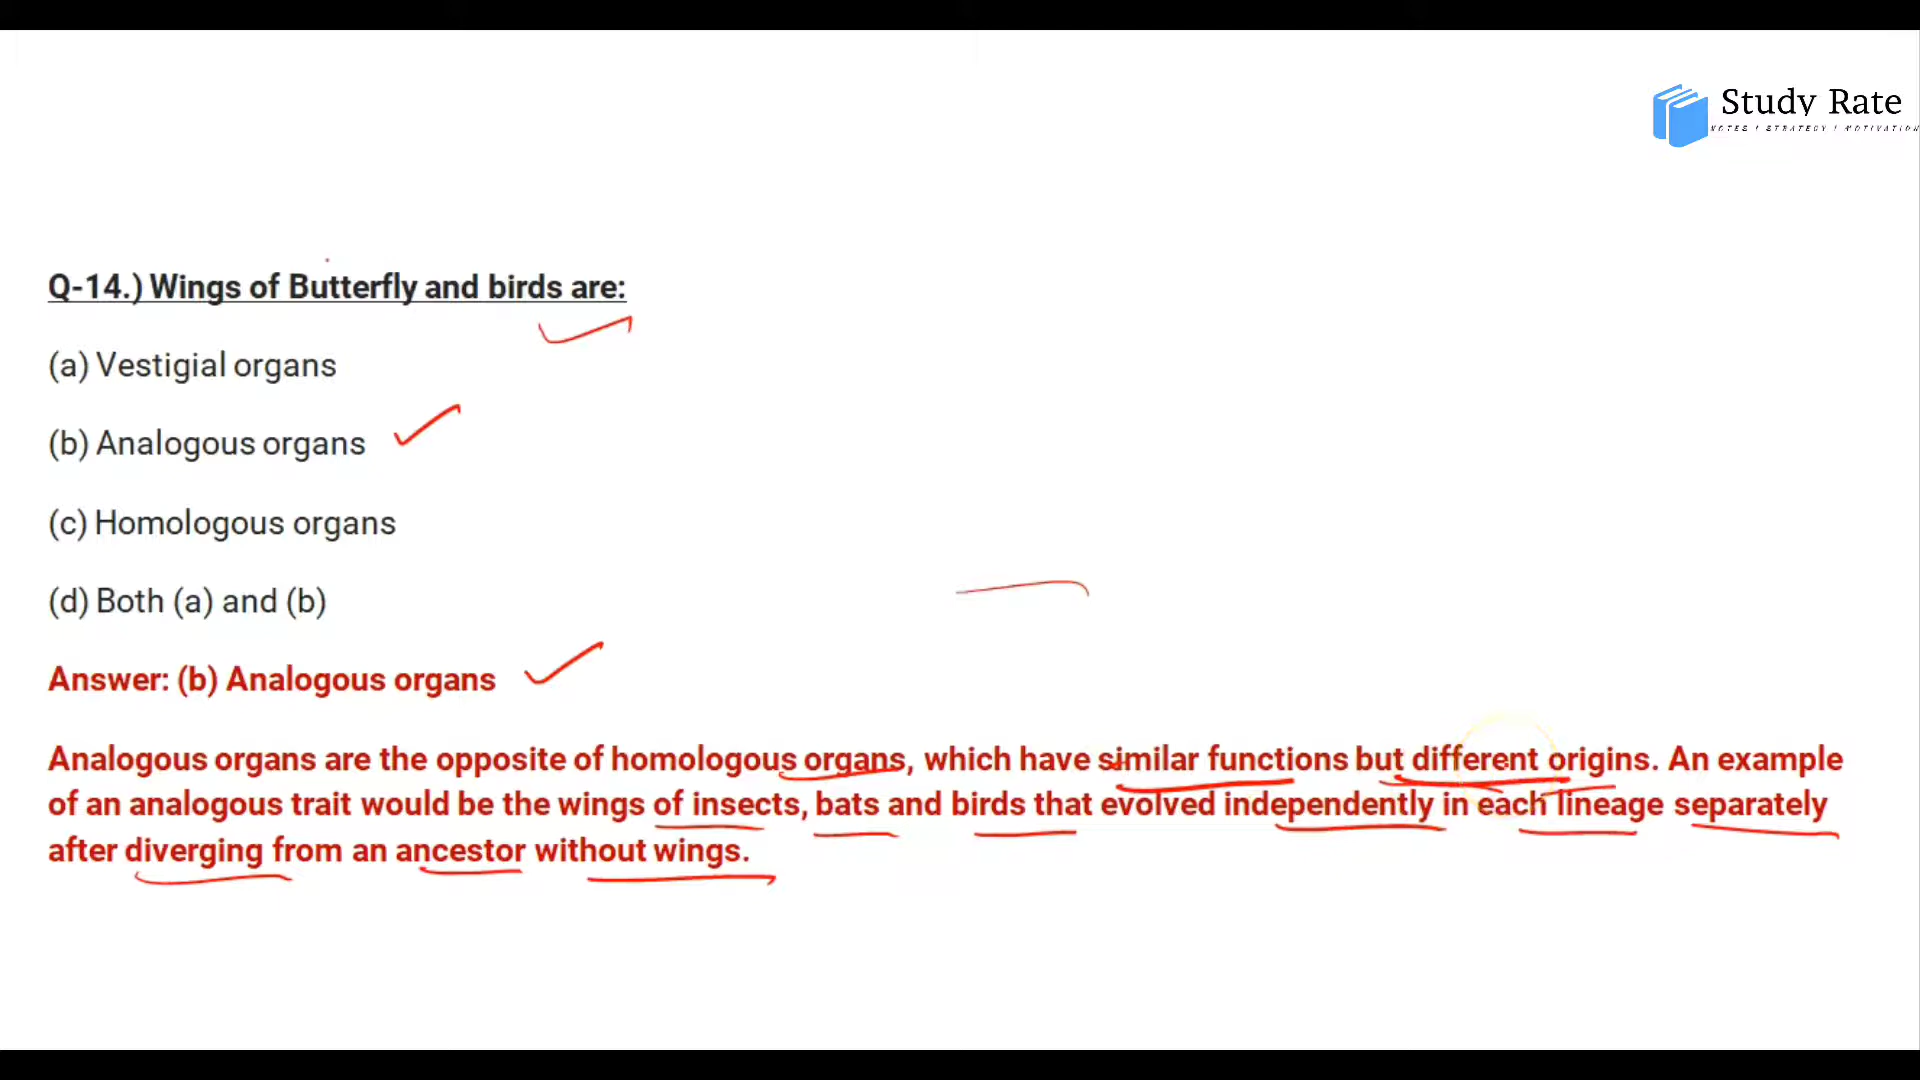 Study Rate
NOTES / STRATEGY / MOTIVATION
Q-14.) Wings of Butterfly and birds are:
(a) Vestigial organs
(b) Analogous organs
(c) Homologous organs
(d) Both (a) and (b)
Answer: (b) Analogous organs
Analogous organs are the opposite of homologous organs, which have similar functions but different origins. An example
of an analogous trait would be the wings of insects, bats and birds that evolved independently in each lineage separately
after diverging from an ancestor without wings.